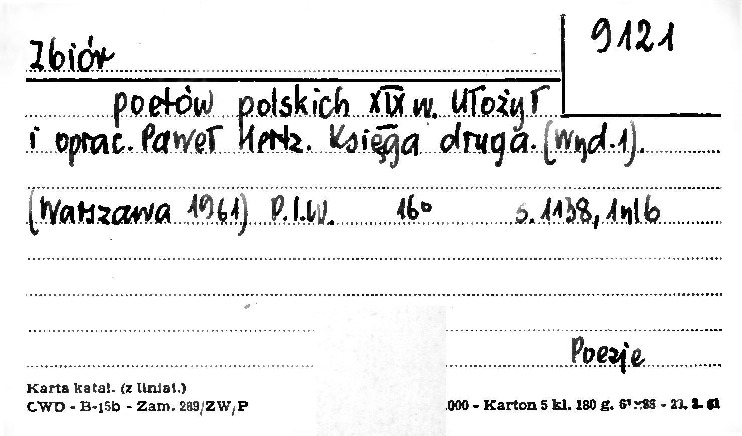 9121
Zbiór
poetów polskich XIX w. Ułożył
i oprac. Paweł Hertz. Księga druga. (Wyd. 1).
(Warszawa 1961) P.I.W. 16° s. 1138, 1nlb
Poezje
Karta katal. (z liniat.)
CWD - B-15b - Zam. 289/ZW/P .000 - Karton 5 kl. 180 g.